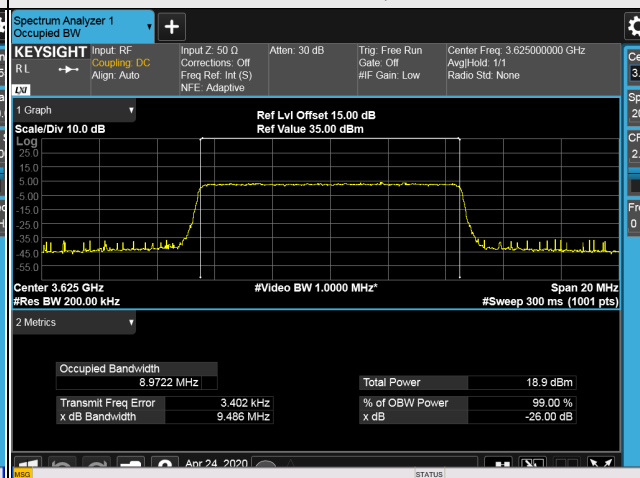 Spectrum Analyzer 1
Occupied BW
KEYSIGHT
R L
LXI
Input: RF
Coupling: DC
Align: Auto
Input Z: 50 Ω
Corrections: Off
Freq Ref: Int (S)
NFE: Adaptive
Atten: 30 dB
Trig: Free Run
Gate: Off
#IF Gain: Low
Center Freq: 3.625000000 GHz
Avg|Hold: 1/1
Radio Std: None
1 Graph
Scale/Div 10.0 dB
Ref Lvl Offset 15.00 dB
Ref Value 35.00 dBm
Log
25.0
15.0
5.00
-5.00
-15.0
-25.0
-35.0
-45.0
-55.0
Center 3.625 GHz
#Video BW 1.0000 MHz*
Span 20 MHz
#Res BW 200.00 kHz
#Sweep 300 ms (1001 pts)
2 Metrics
Occupied Bandwidth
8.9722 MHz
Total Power 18.9 dBm
Transmit Freq Error 3.402 kHz
% of OBW Power 99.00 %
x dB Bandwidth 9.486 MHz
x dB -26.00 dB
Apr 24, 2020
MSG
STATUS